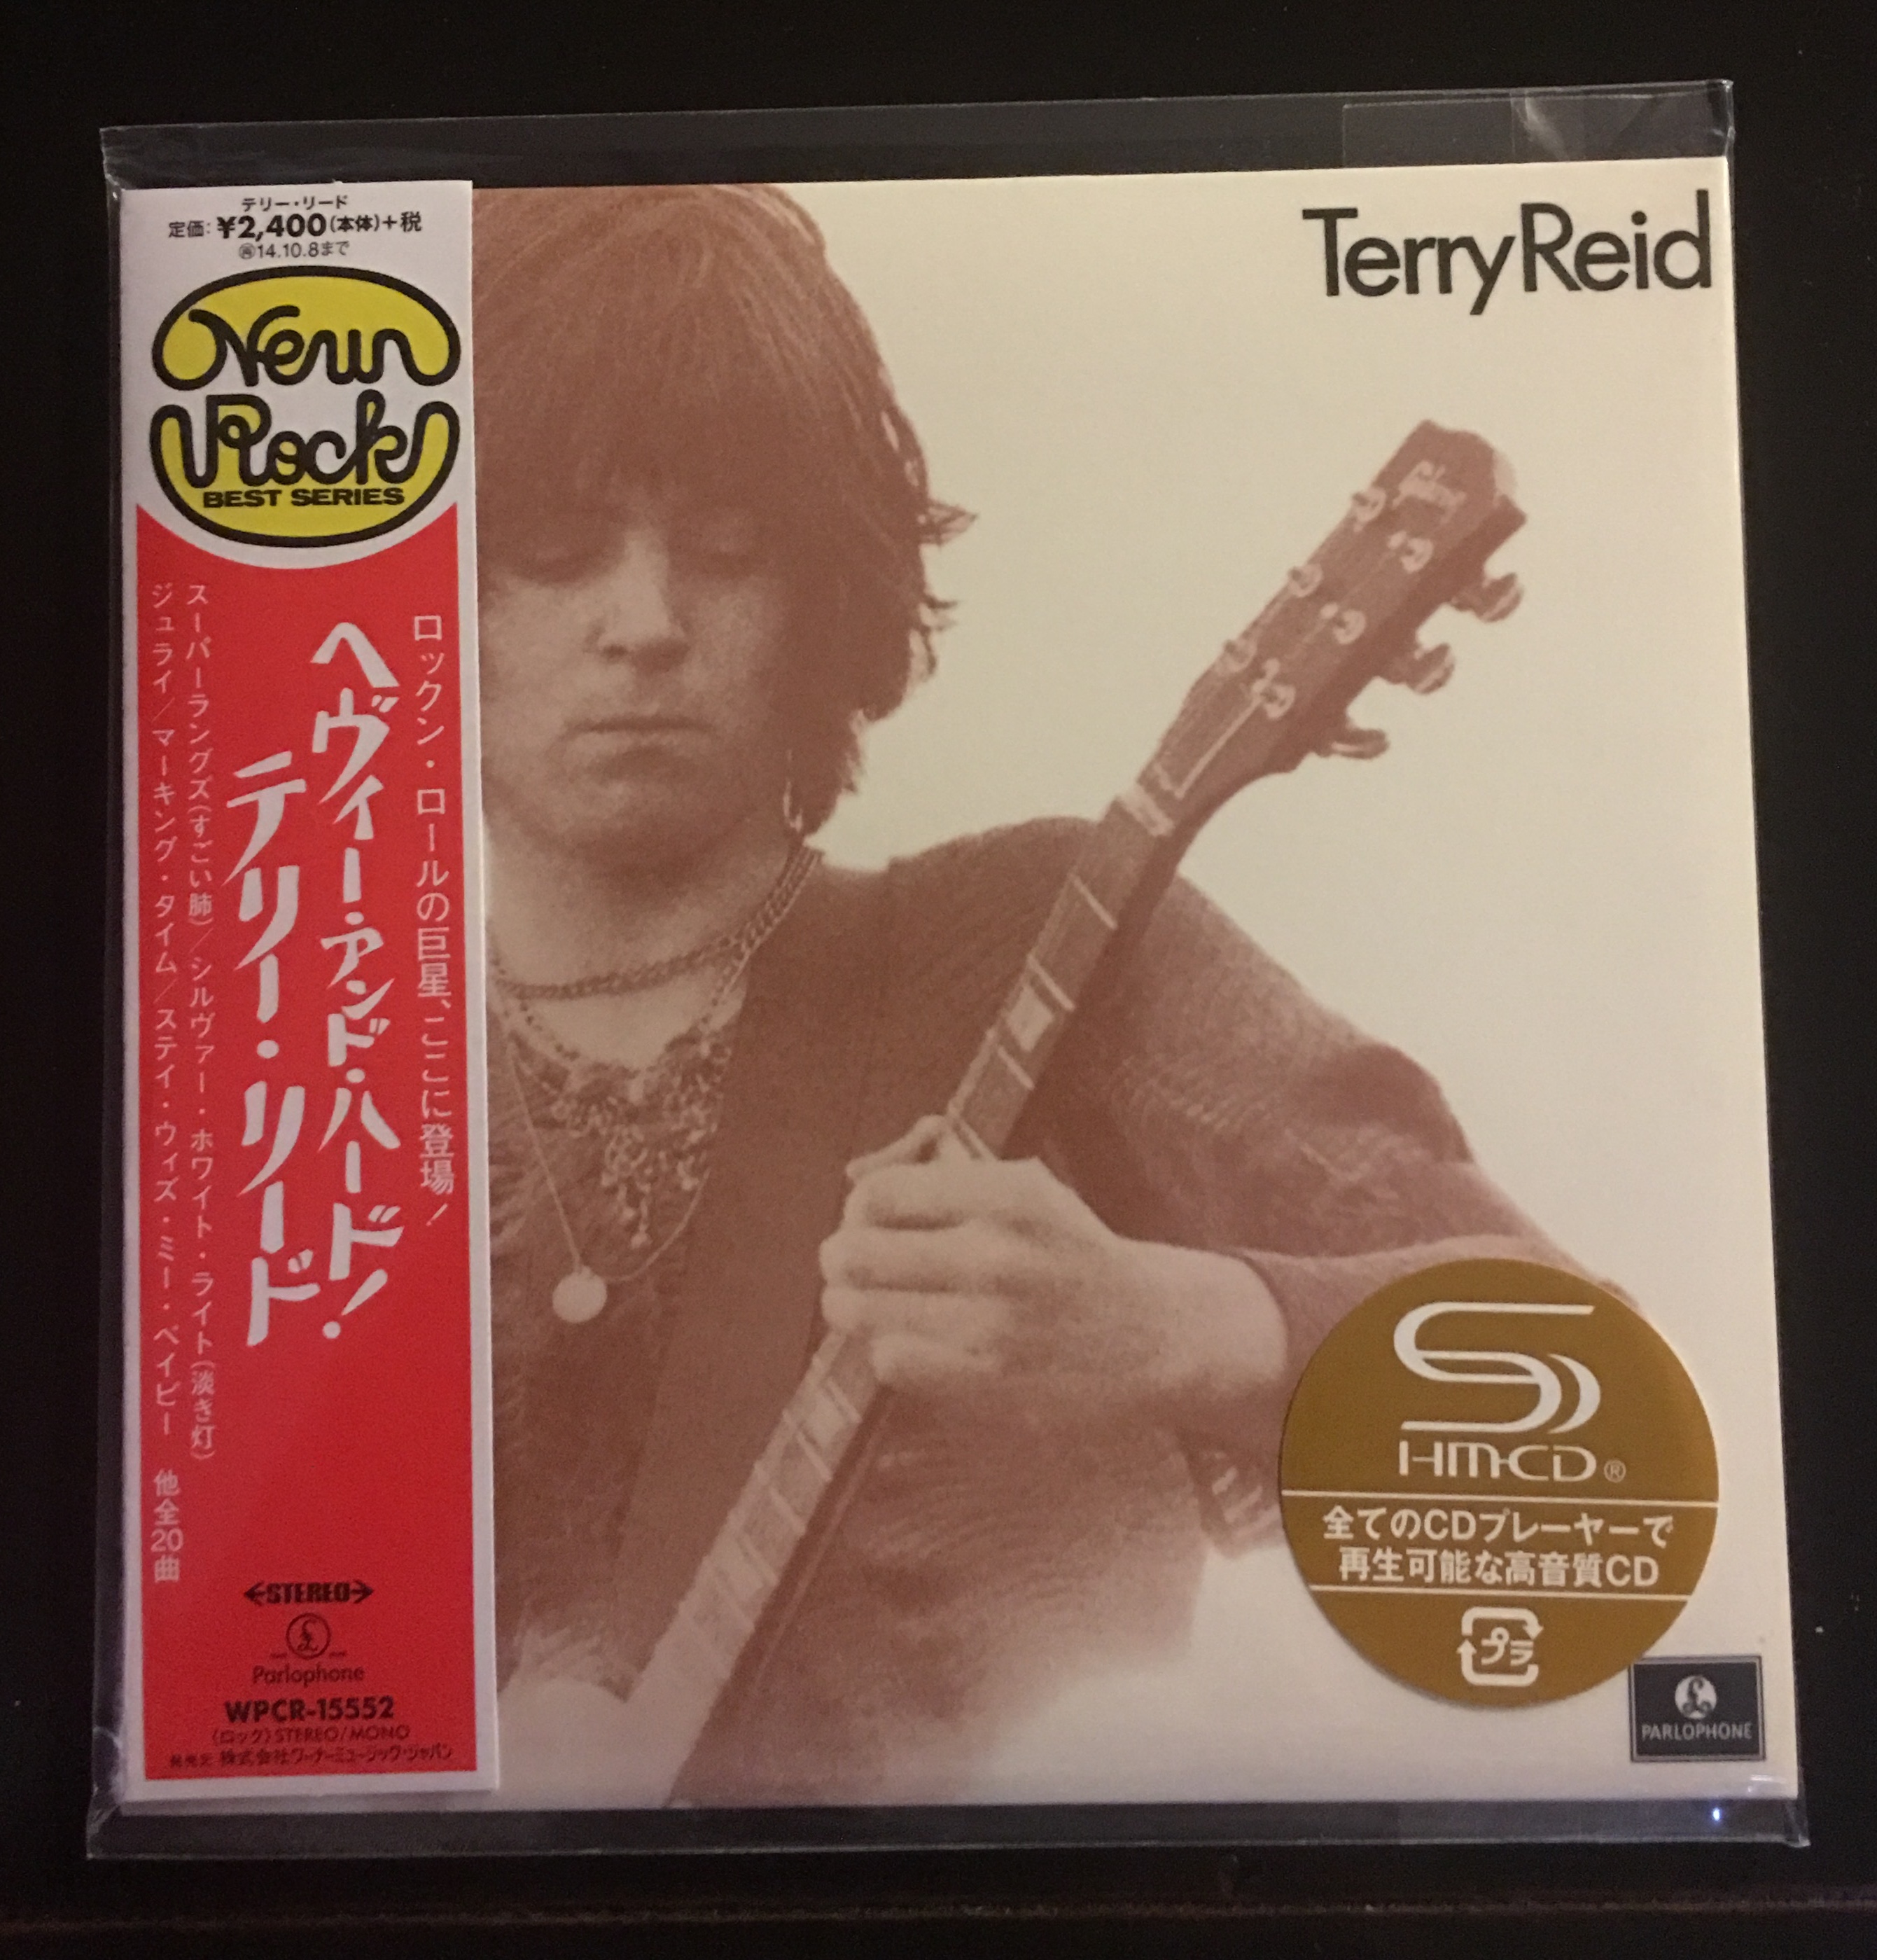 テリー・リード
定価:¥2,400(本体)+税
㋞14.10.8まで
New
Rock
BEST SERIES
ロックン・ロールの巨星、ここに登場!
ヘヴィー・アンド・ハード!
テリー・リード
スーパーラングズ(すごい肺)/シルヴァー・ホワイト・ライト(淡き灯)
ジュライ/マーキング・タイム/ステイ・ウィズ・ミー・ベイビー 他全20曲
STEREO
Parlophone
WPCR-15552
(ロック)STEREO/MONO
発売元 株式会社ワーナーミュージック・ジャパン
Terry Reid
Gibson
SHM-CD®
全てのCDプレーヤーで
再生可能な高音質CD
プラ
PARLOPHONE